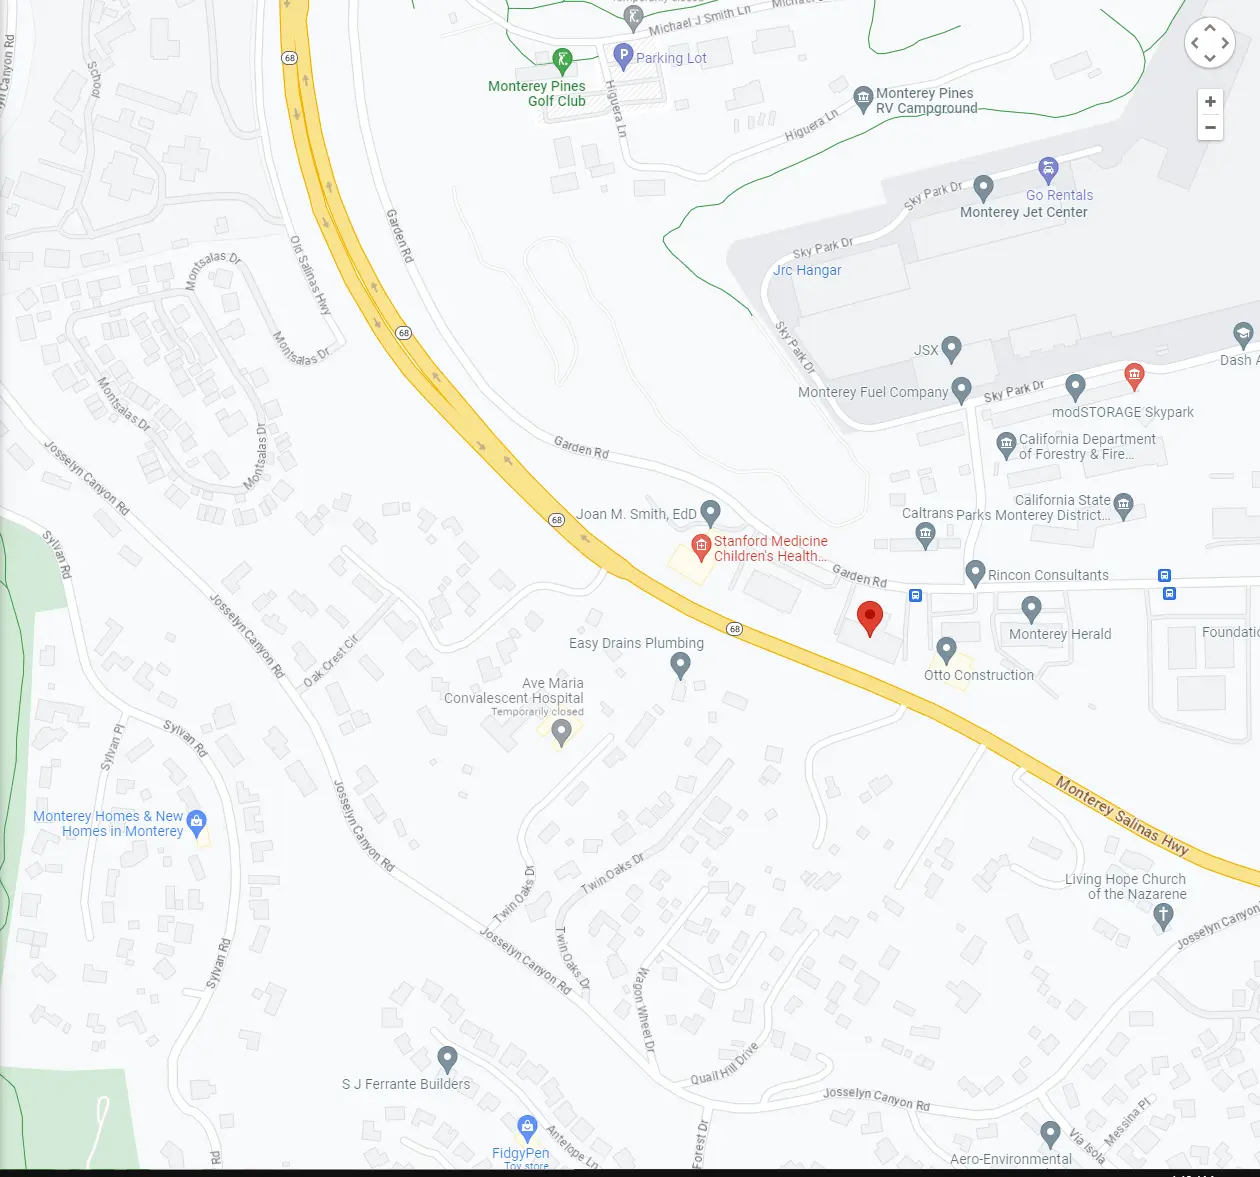 Michael J Smith Ln
Parking Lot
Monterey Pines
Golf Club
Higuera Ln
Monterey Pines
RV Campground
Higuera Ln
68
School
Go Rentals
Sky Park Dr
Monterey Jet Center
Garden Rd
Old Salinas Hwy
Montsalas Dr
Sky Park Dr
Jrc Hangar
68
Sky Park Dr
Montsalas Dr
JSX
Dash A
Monterey Fuel Company
Sky Park Dr
Montsalas Dr
modSTORAGE Skypark
California Department
of Forestry & Fire...
Garden Rd
Montsalas Dr
Josselyn Canyon Rd
California State
Parks Monterey District...
Caltrans
Joan M. Smith, EdD
68
Stanford Medicine
Children's Health...
Sylvan Rd
Garden Rd
Rincon Consultants
Josselyn Canyon Rd
68
Easy Drains Plumbing
Monterey Herald
Foundatio
Oak Crest Cir
Otto Construction
Ave Maria
Convalescent Hospital
Temporarily closed
Sylvan Pl
Sylvan Rd
Monterey Salinas Hwy
Monterey Homes & New
Homes in Monterey
Josselyn Canyon Rd
Twin Oaks Dr
Twin Oaks Dr
Living Hope Church
of the Nazarene
Josselyn Canyon
Josselyn Canyon Rd
Twin Oaks Dr
Sylvan Rd
Wagon Wheel Dr
Quail Hill Drive
S J Ferrante Builders
Josselyn Canyon Rd
Messina Pl
Via Isola
Forest Dr
Antelope Ln
FidgyPen
Toy store
Aero-Environmental
Rd